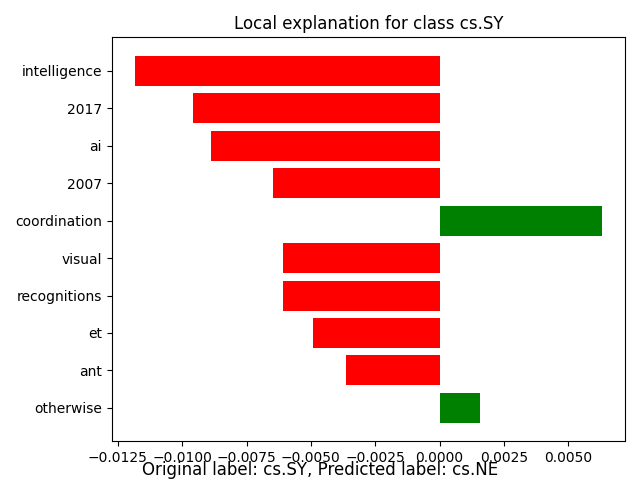 Local explanation for class cs.SY
intelligence
2017
ai
2007
coordination
visual
recognitions
et
ant
otherwise
−0.0125 −0.0100 −0.0075 −0.0050 −0.0025 0.0000 0.0025 0.0050
Original label: cs.SY, Predicted label: cs.NE